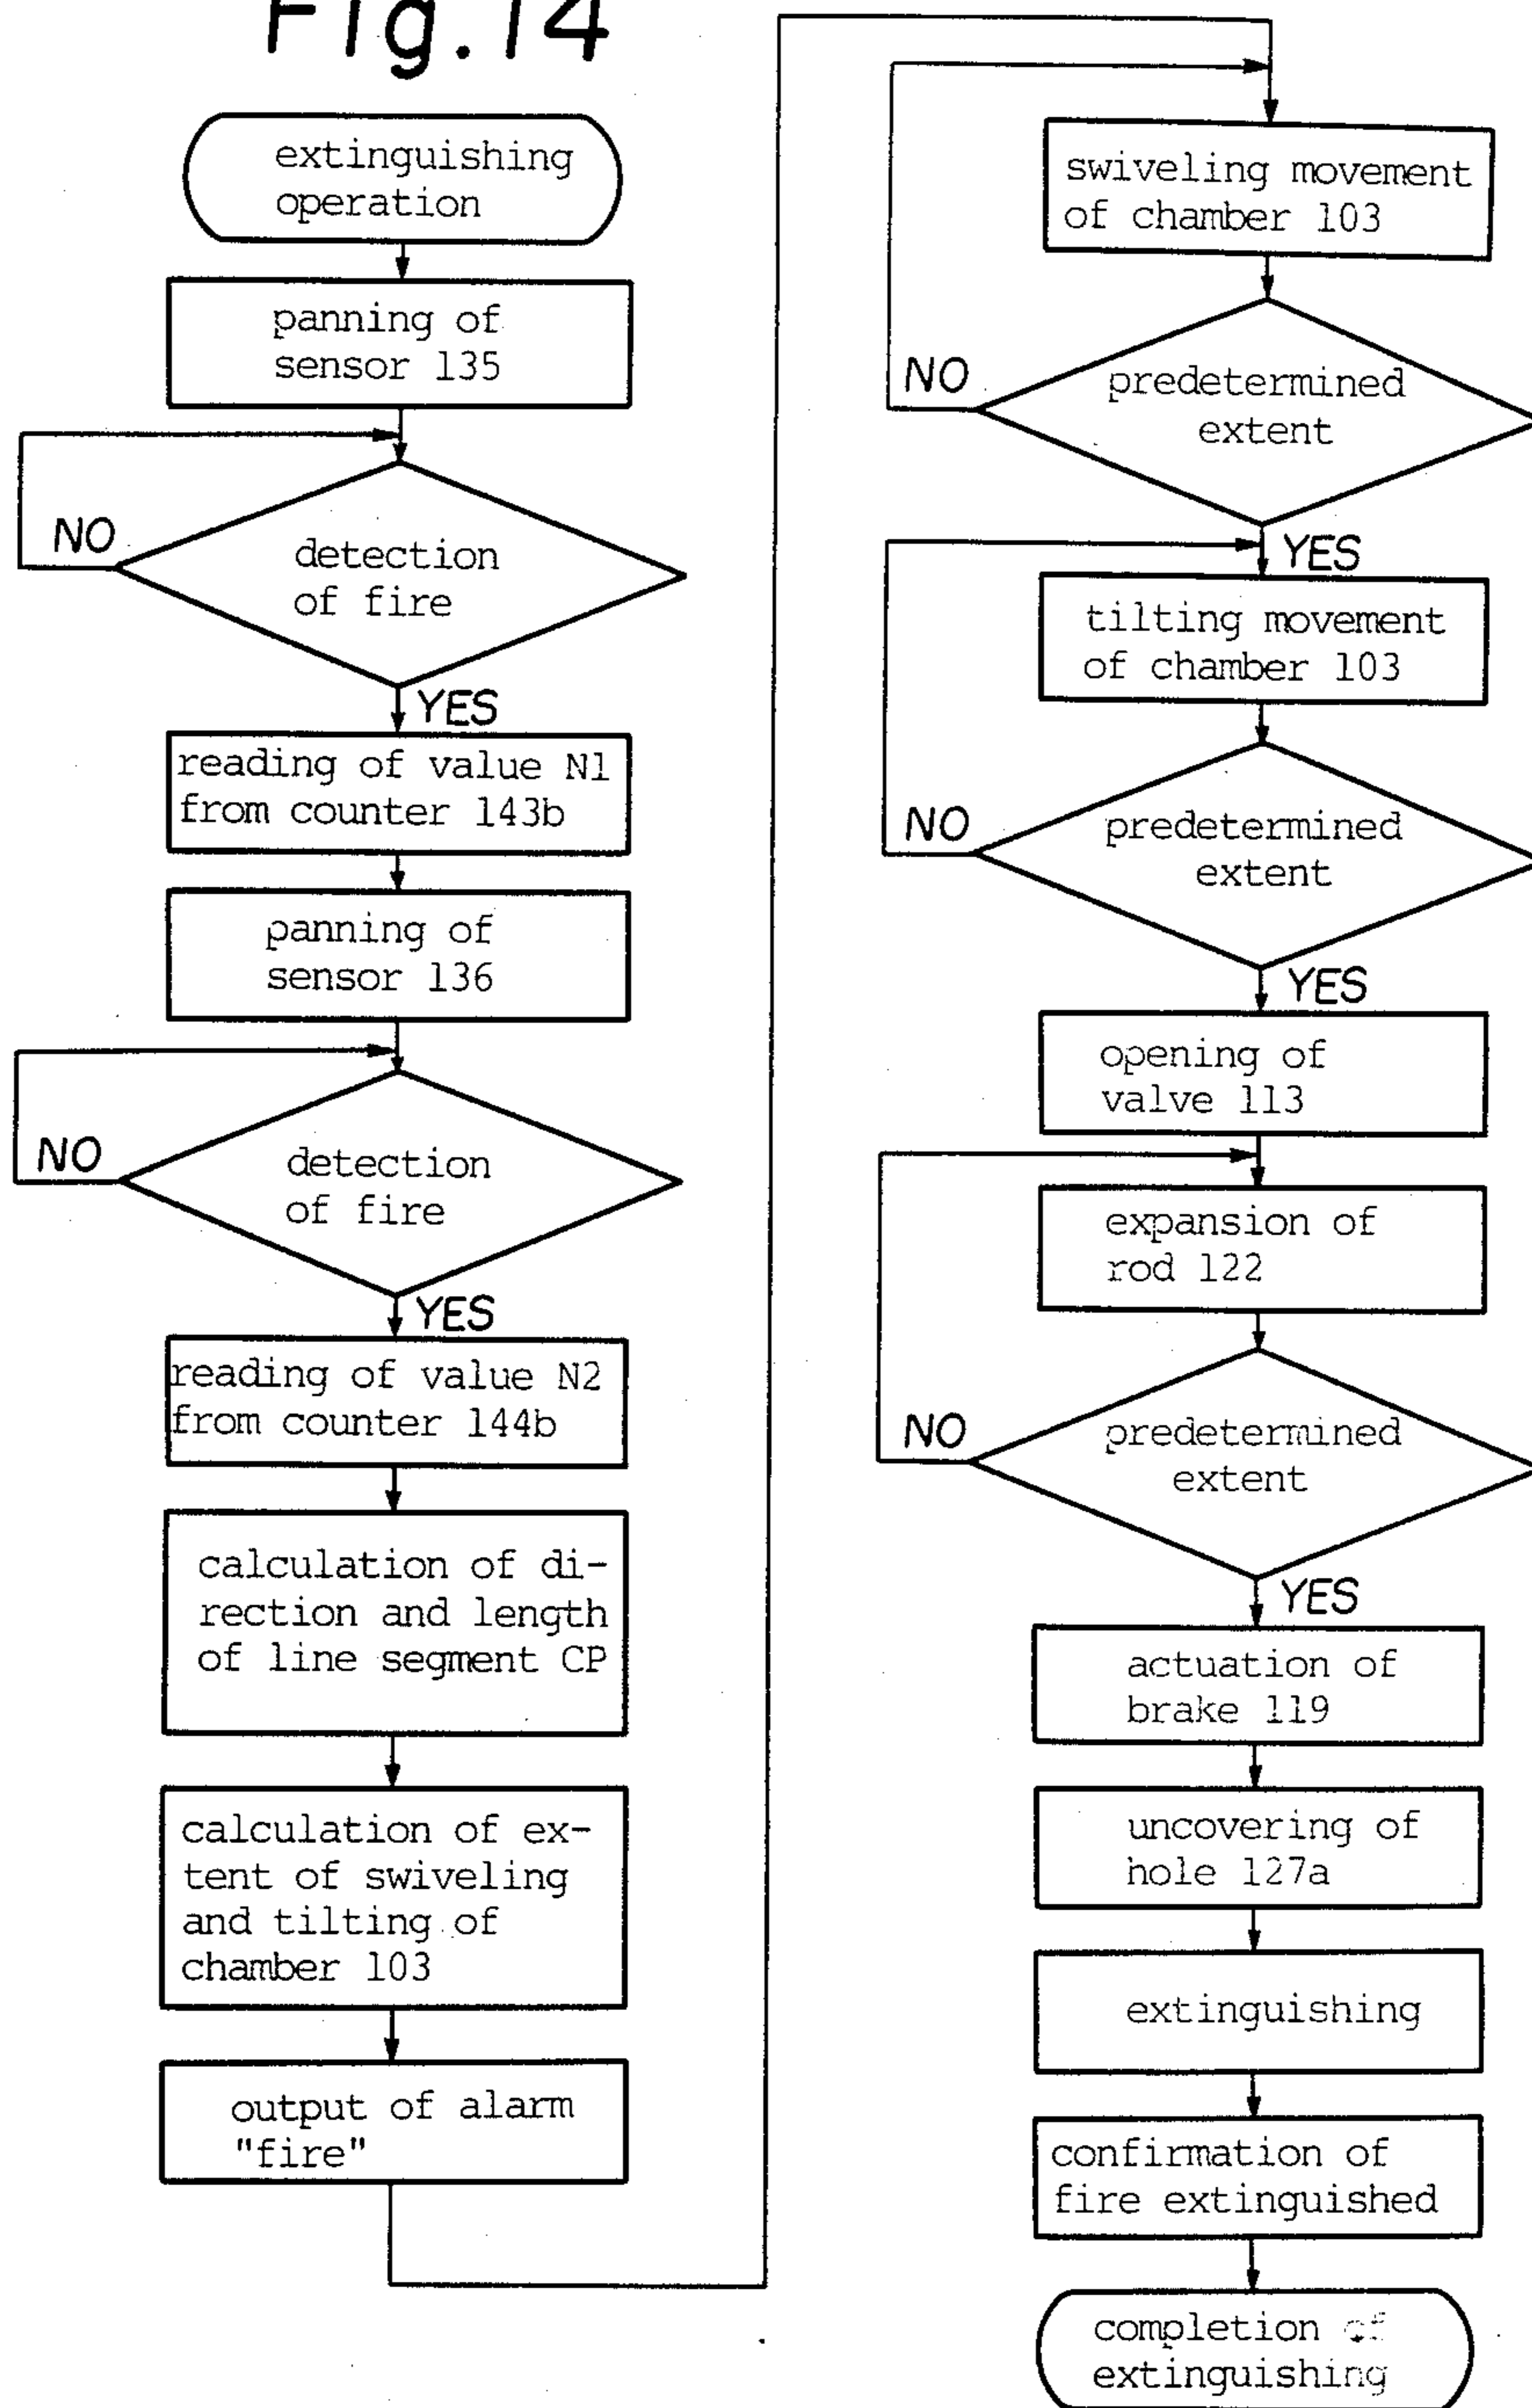 Fig.14
extinguishing
operation
panning of
sensor 135
NO
detection
of fire
YES
reading of value N1
from counter 143b
panning of
sensor 136
NO
detection
of fire
YES
reading of value N2
from counter 144b
calculation of di-
rection and length
of line segment CP
calculation of ex-
tent of swiveling
and tilting of
chamber 103
output of alarm
"fire"
swiveling movement
of chamber 103
NO
predetermined
extent
YES
tilting movement
of chamber 103
NO
predetermined
extent
YES
opening of
valve 113
expansion of
rod 122
NO
predetermined
extent
YES
actuation of
brake 119
uncovering of
hole 127a
extinguishing
confirmation of
fire extinguished
completion of
extinguishing